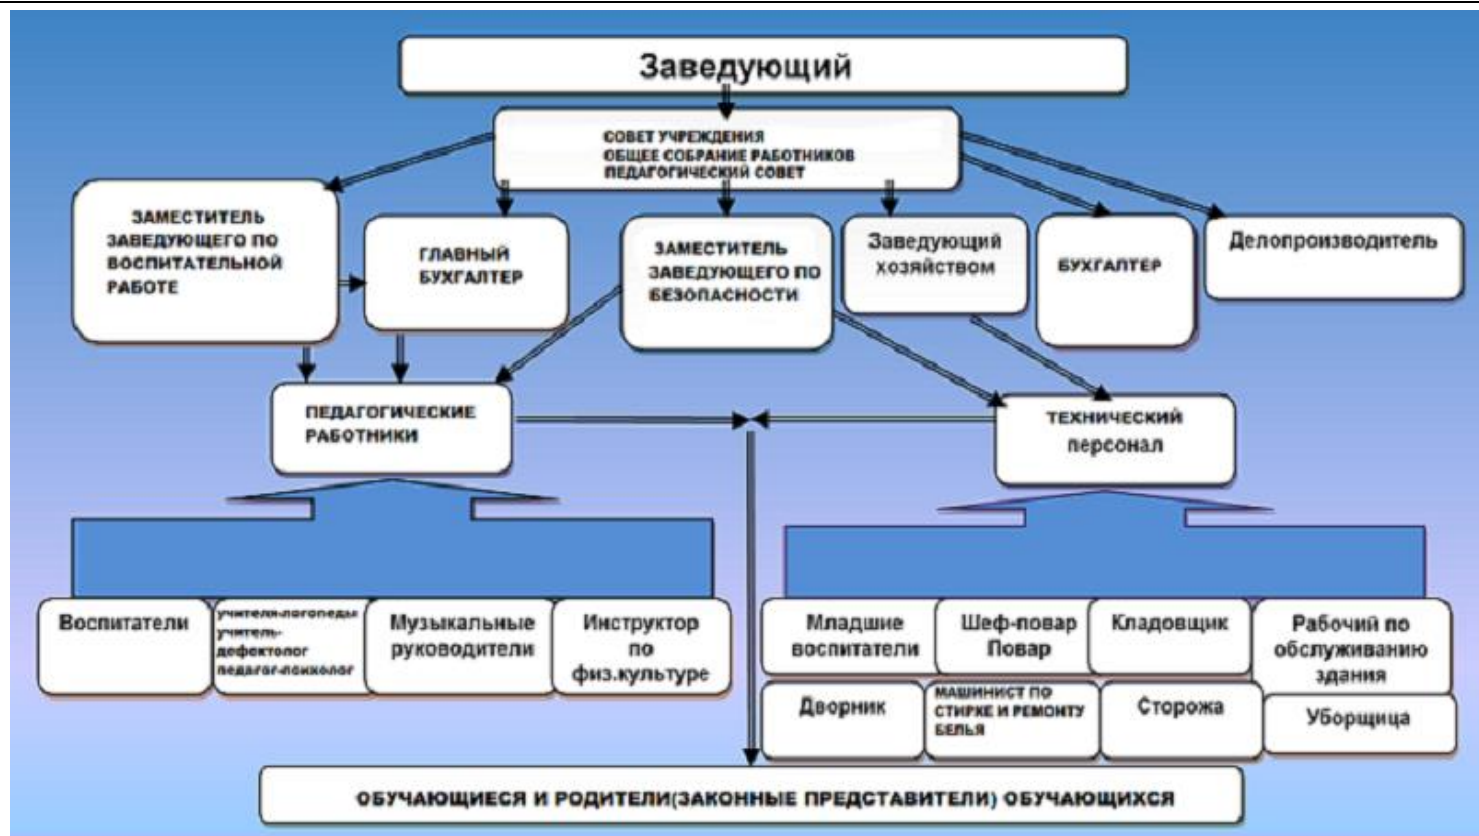 Заведующий
СОВЕТ УЧРЕЖДЕНИЯ
ОБЩЕЕ СОБРАНИЕ РАБОТНИКОВ
ПЕДАГОГИЧЕСКИЙ СОВЕТ
ЗАМЕСТИТЕЛЬ
ЗАВЕДУЮЩЕГО ПО
ВОСПИТАТЕЛЬНОЙ
РАБОТЕ
ГЛАВНЫЙ
БУХГАЛТЕР
ЗАМЕСТИТЕЛЬ
ЗАВЕДУЮЩЕГО ПО
БЕЗОПАСНОСТИ
Заведующий
хозяйством
БУХГАЛТЕР
Делопроизводитель
ПЕДАГОГИЧЕСКИЕ
РАБОТНИКИ
ТЕХНИЧЕСКИЙ
персонал
Воспитатели
учителя-логопеды
учитель-
дефектолог
педагог-психолог
Музыкальные
руководители
Инструктор
по
физ.культуре
Младшие
воспитатели
Шеф-повар
Повар
Кладовщик
Рабочий по
обслуживанию
здания
Дворник
МАШИНИСТ ПО
СТИРКЕ И РЕМОНТУ
БЕЛЬЯ
Сторожа
Уборщица
ОБУЧАЮЩИЕСЯ И РОДИТЕЛИ(ЗАКОННЫЕ ПРЕДСТАВИТЕЛИ) ОБУЧАЮЩИХСЯ